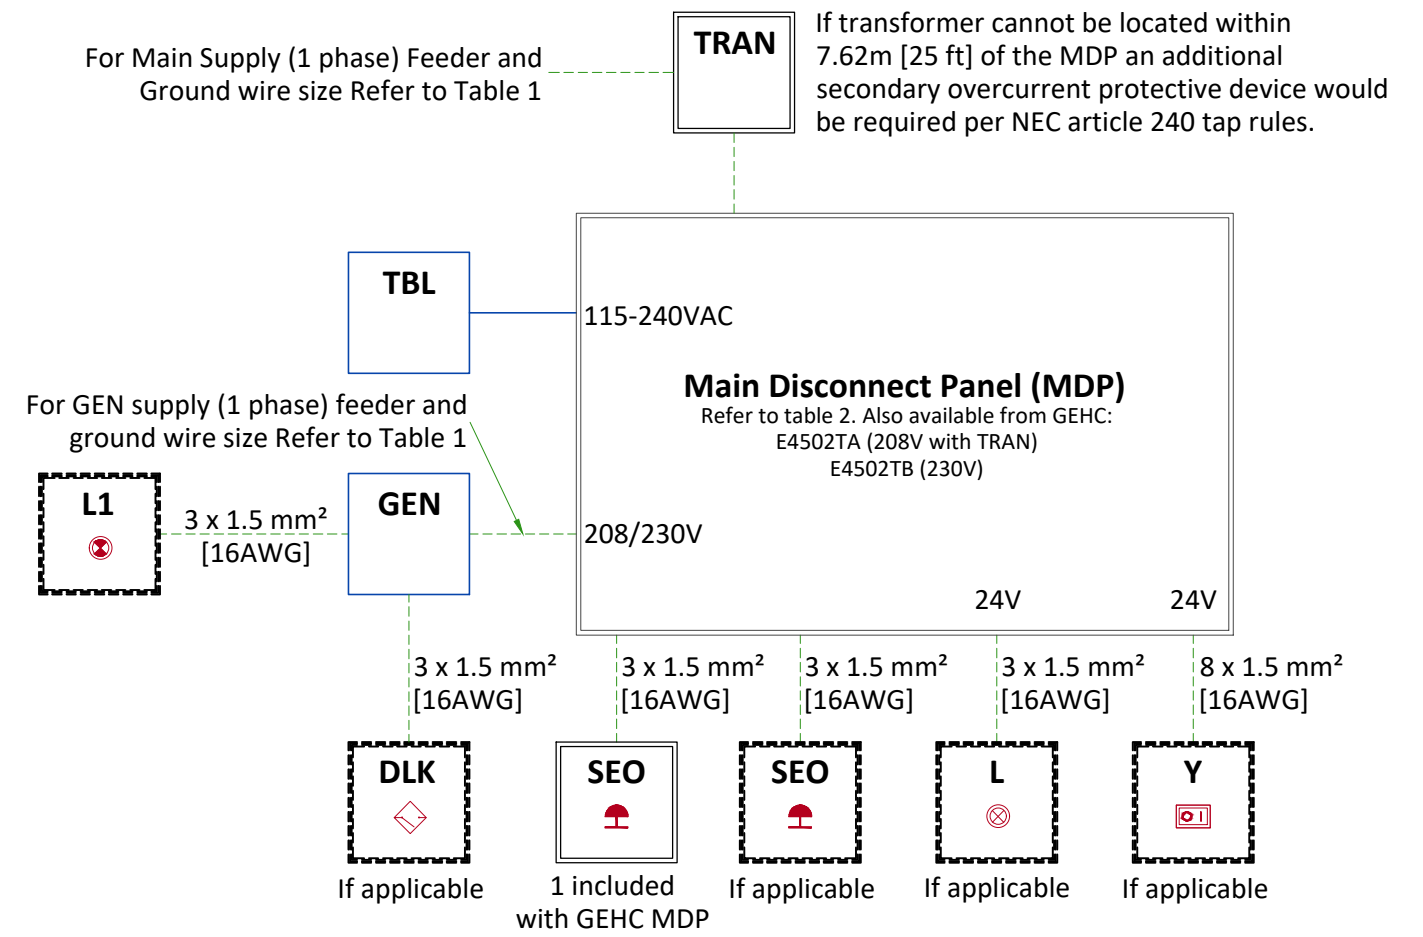 TRAN
If transformer cannot be located within
7.62m [25 ft] of the MDP an additional
secondary overcurrent protective device would
be required per NEC article 240 tap rules.
For Main Supply (1 phase) Feeder and
Ground wire size Refer to Table 1
TBL
115-240VAC
Main Disconnect Panel (MDP)
Refer to table 2. Also available from GEHC:
E4502TA (208V with TRAN)
E4502TB (230V)
For GEN supply (1 phase) feeder and
ground wire size Refer to Table 1
L1
3 x 1.5 mm²
[16AWG]
GEN
208/230V
24V
24V
3 x 1.5 mm²
[16AWG]
3 x 1.5 mm²
[16AWG]
3 x 1.5 mm²
[16AWG]
3 x 1.5 mm²
[16AWG]
8 x 1.5 mm²
[16AWG]
DLK
If applicable
SEO
1 included
with GEHC MDP
SEO
If applicable
L
If applicable
Y
If applicable